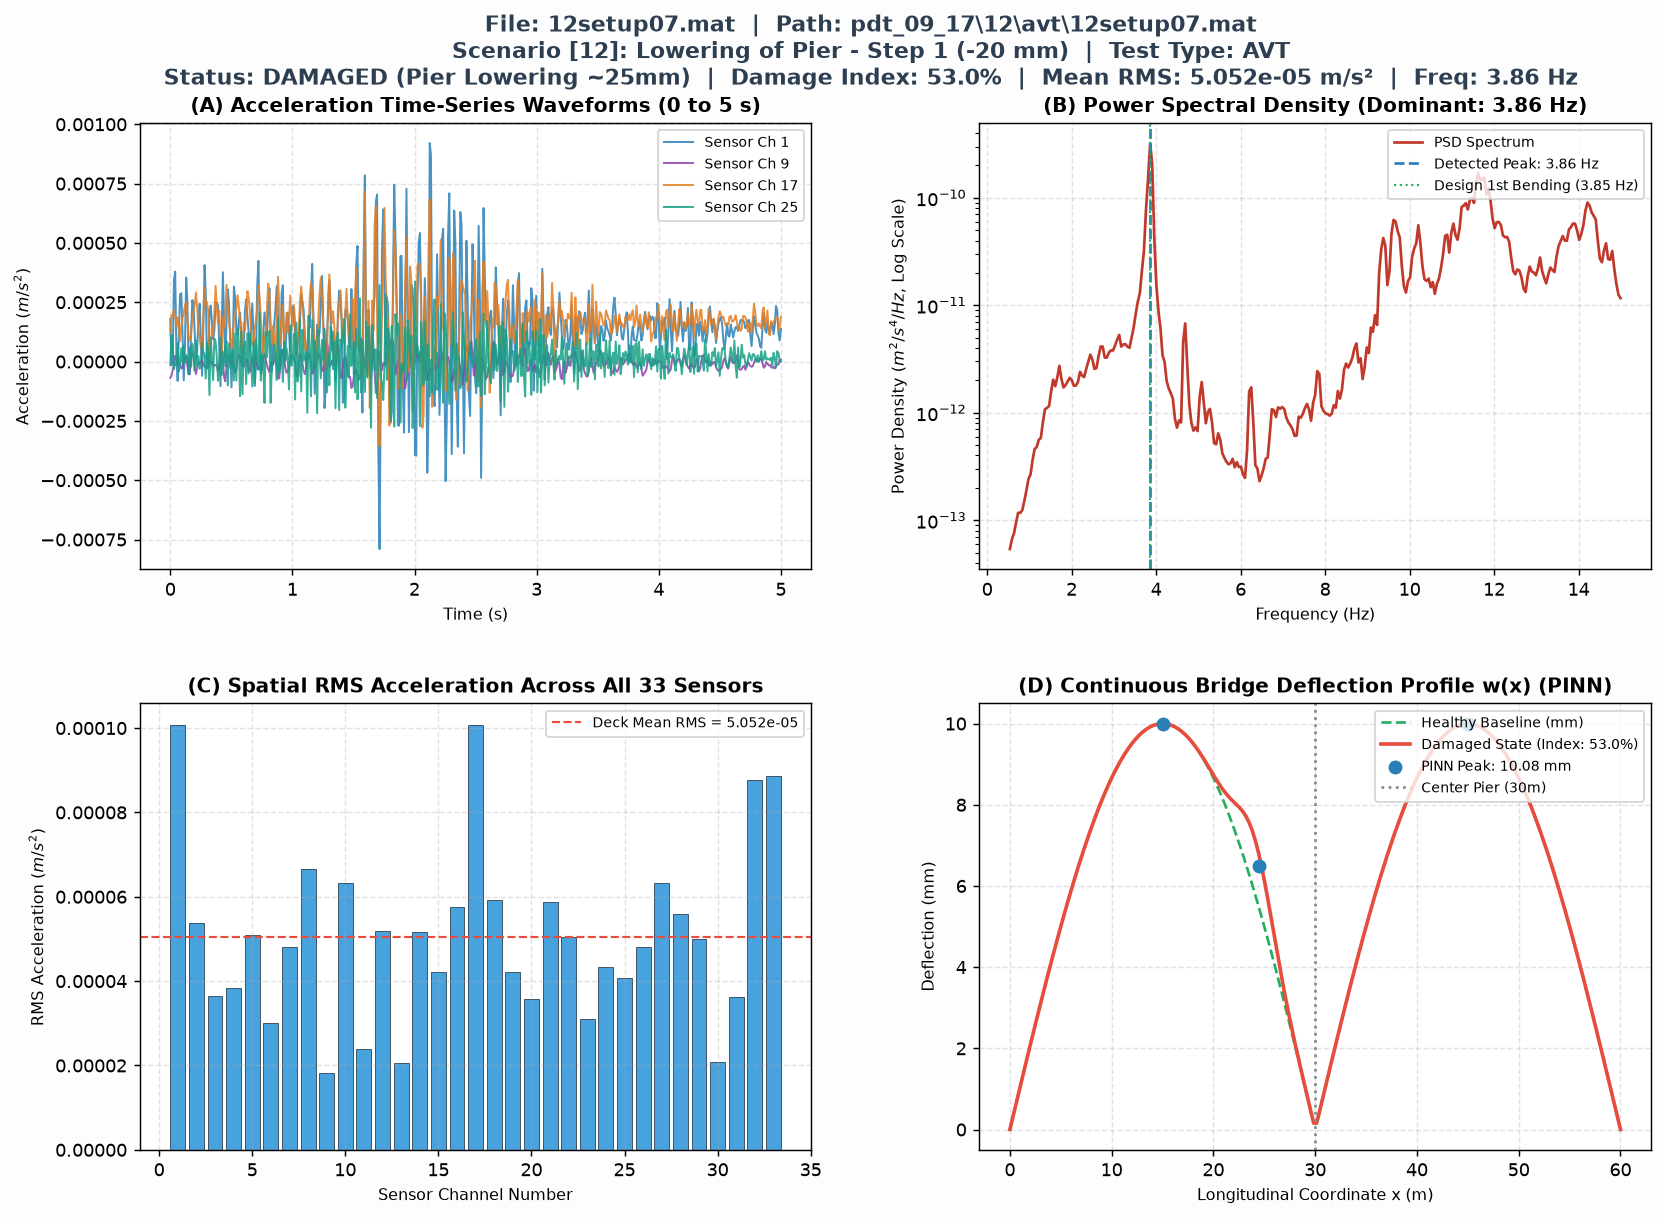 File: 12setup07.mat | Path: pdt_09_17\12\avt\12setup07.mat
Scenario [12]: Lowering of Pier - Step 1 (-20 mm) | Test Type: AVT
Status: DAMAGED (Pier Lowering ~25mm) | Damage Index: 53.0% | Mean RMS: 5.052e-05 m/s² | Freq: 3.86 Hz
(A) Acceleration Time-Series Waveforms (0 to 5 s)
Acceleration (m/s²)
0.00100
0.00075
0.00050
0.00025
0.00000
−0.00025
−0.00050
−0.00075
Sensor Ch 1
Sensor Ch 9
Sensor Ch 17
Sensor Ch 25
0 1 2 3 4 5
Time (s)
(B) Power Spectral Density (Dominant: 3.86 Hz)
Power Density (m²/s⁴/Hz, Log Scale)
10⁻¹⁰
10⁻¹¹
10⁻¹²
10⁻¹³
PSD Spectrum
Detected Peak: 3.86 Hz
Design 1st Bending (3.85 Hz)
0 2 4 6 8 10 12 14
Frequency (Hz)
(C) Spatial RMS Acceleration Across All 33 Sensors
RMS Acceleration (m/s²)
0.00010
0.00008
0.00006
0.00004
0.00002
0.00000
Deck Mean RMS = 5.052e-05
0 5 10 15 20 25 30 35
Sensor Channel Number
(D) Continuous Bridge Deflection Profile w(x) (PINN)
Deflection (mm)
10
8
6
4
2
0
Healthy Baseline (mm)
Damaged State (Index: 53.0%)
PINN Peak: 10.08 mm
Center Pier (30m)
0 10 20 30 40 50 60
Longitudinal Coordinate x (m)